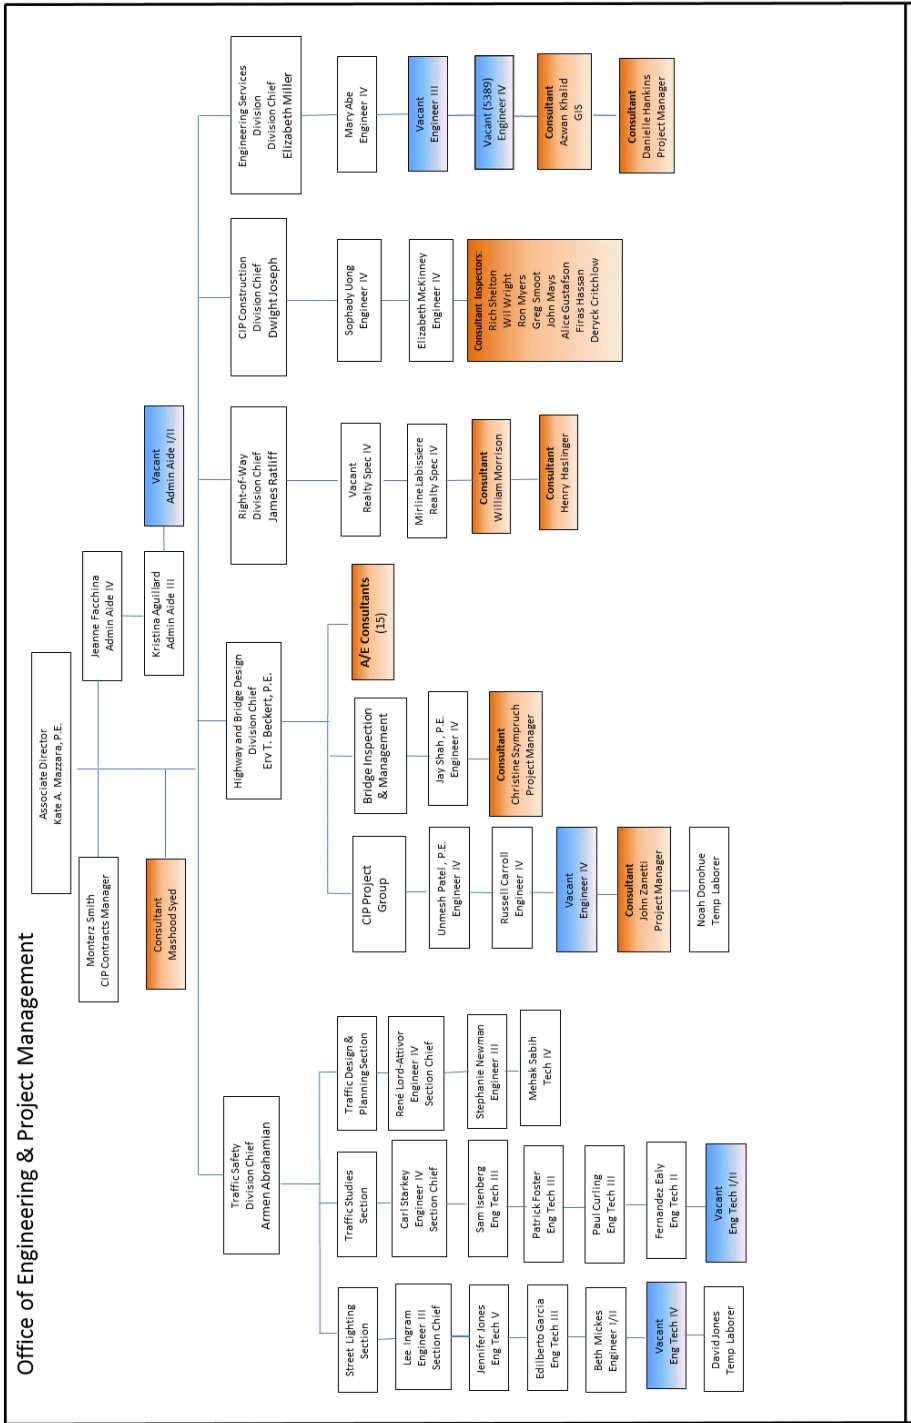 Office of Engineering & Project Management
Associate Director
Kate A. Mazzara, P.E.
Monterz Smith
CIP Contracts Manager
Jeanne Facchina
Admin Aide IV
Consultant
Mashood Syed
Kristina Aguillard
Admin Aide III
Vacant
Admin Aide I/II
Traffic Safety
Division Chief
Armen Abrahamian
Street Lighting
Section
Lee Ingram
Engineer III
Section Chief
Jennifer Jones
Eng Tech V
Edilberto Garcia
Eng Tech III
Beth Mickes
Engineer I/II
Vacant
Eng Tech IV
David Jones
Temp Laborer
Traffic Studies
Section
Carl Starkey
Engineer IV
Section Chief
Sam Isenberg
Eng Tech III
Patrick Foster
Eng Tech III
Paul Curling
Eng Tech III
Fernandez Ealy
Eng Tech II
Vacant
Eng Tech I/II
Traffic Design &
Planning Section
René Lord-Attivor
Engineer IV
Section Chief
Stephanie Newman
Engineer III
Mehak Sabih
Tech IV
Highway and Bridge Design
Division Chief
Erv T. Beckert, P.E.
CIP Project
Group
Unmesh Patel , P.E.
Engineer IV
Russell Carroll
Engineer IV
Vacant
Engineer IV
Consultant
John Zanetti
Project Manager
Noah Donohue
Temp Laborer
Bridge Inspection
& Management
Jay Shah, P.E.
Engineer IV
Consultant
Christine Szympruch
Project Manager
A/E Consultants
(15)
Right-of-Way
Division Chief
James Ratliff
Vacant
Realty Spec IV
Mirline Labissiere
Realty Spec IV
Consultant
William Morrison
Consultant
Henry Haslinger
CIP Construction
Division Chief
Dwight Joseph
Sophady Uong
Engineer IV
Elizabeth McKinney
Engineer IV
Consultant Inspectors:
Rich Shelton
Will Wright
Ron Myers
Greg Smoot
John Mays
Alice Gustafson
Firas Hassan
Deryck Critchlow
Engineering Services
Division
Division Chief
Elizabeth Miller
Mary Abe
Engineer IV
Vacant
Engineer III
Vacant (5389)
Engineer IV
Consultant
Azwan Khalid
GIS
Consultant
Danielle Hankins
Project Manager